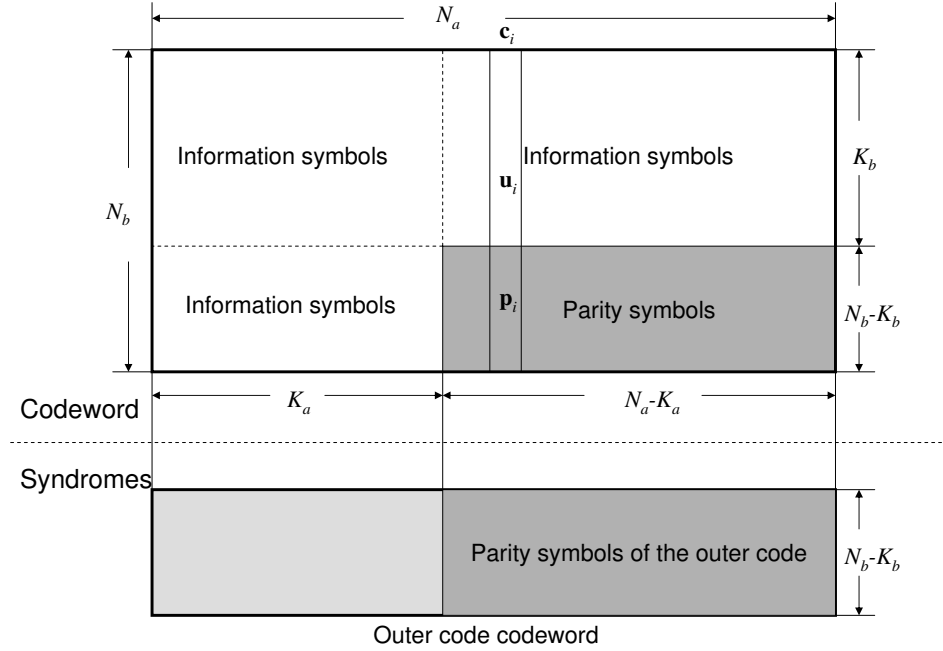 N_a
c_i
Information symbols
Information symbols
K_b
u_i
N_b
Information symbols
p_i
Parity symbols
N_b-K_b
K_a
N_a-K_a
Codeword
Syndromes
Parity symbols of the outer code
N_b-K_b
Outer code codeword